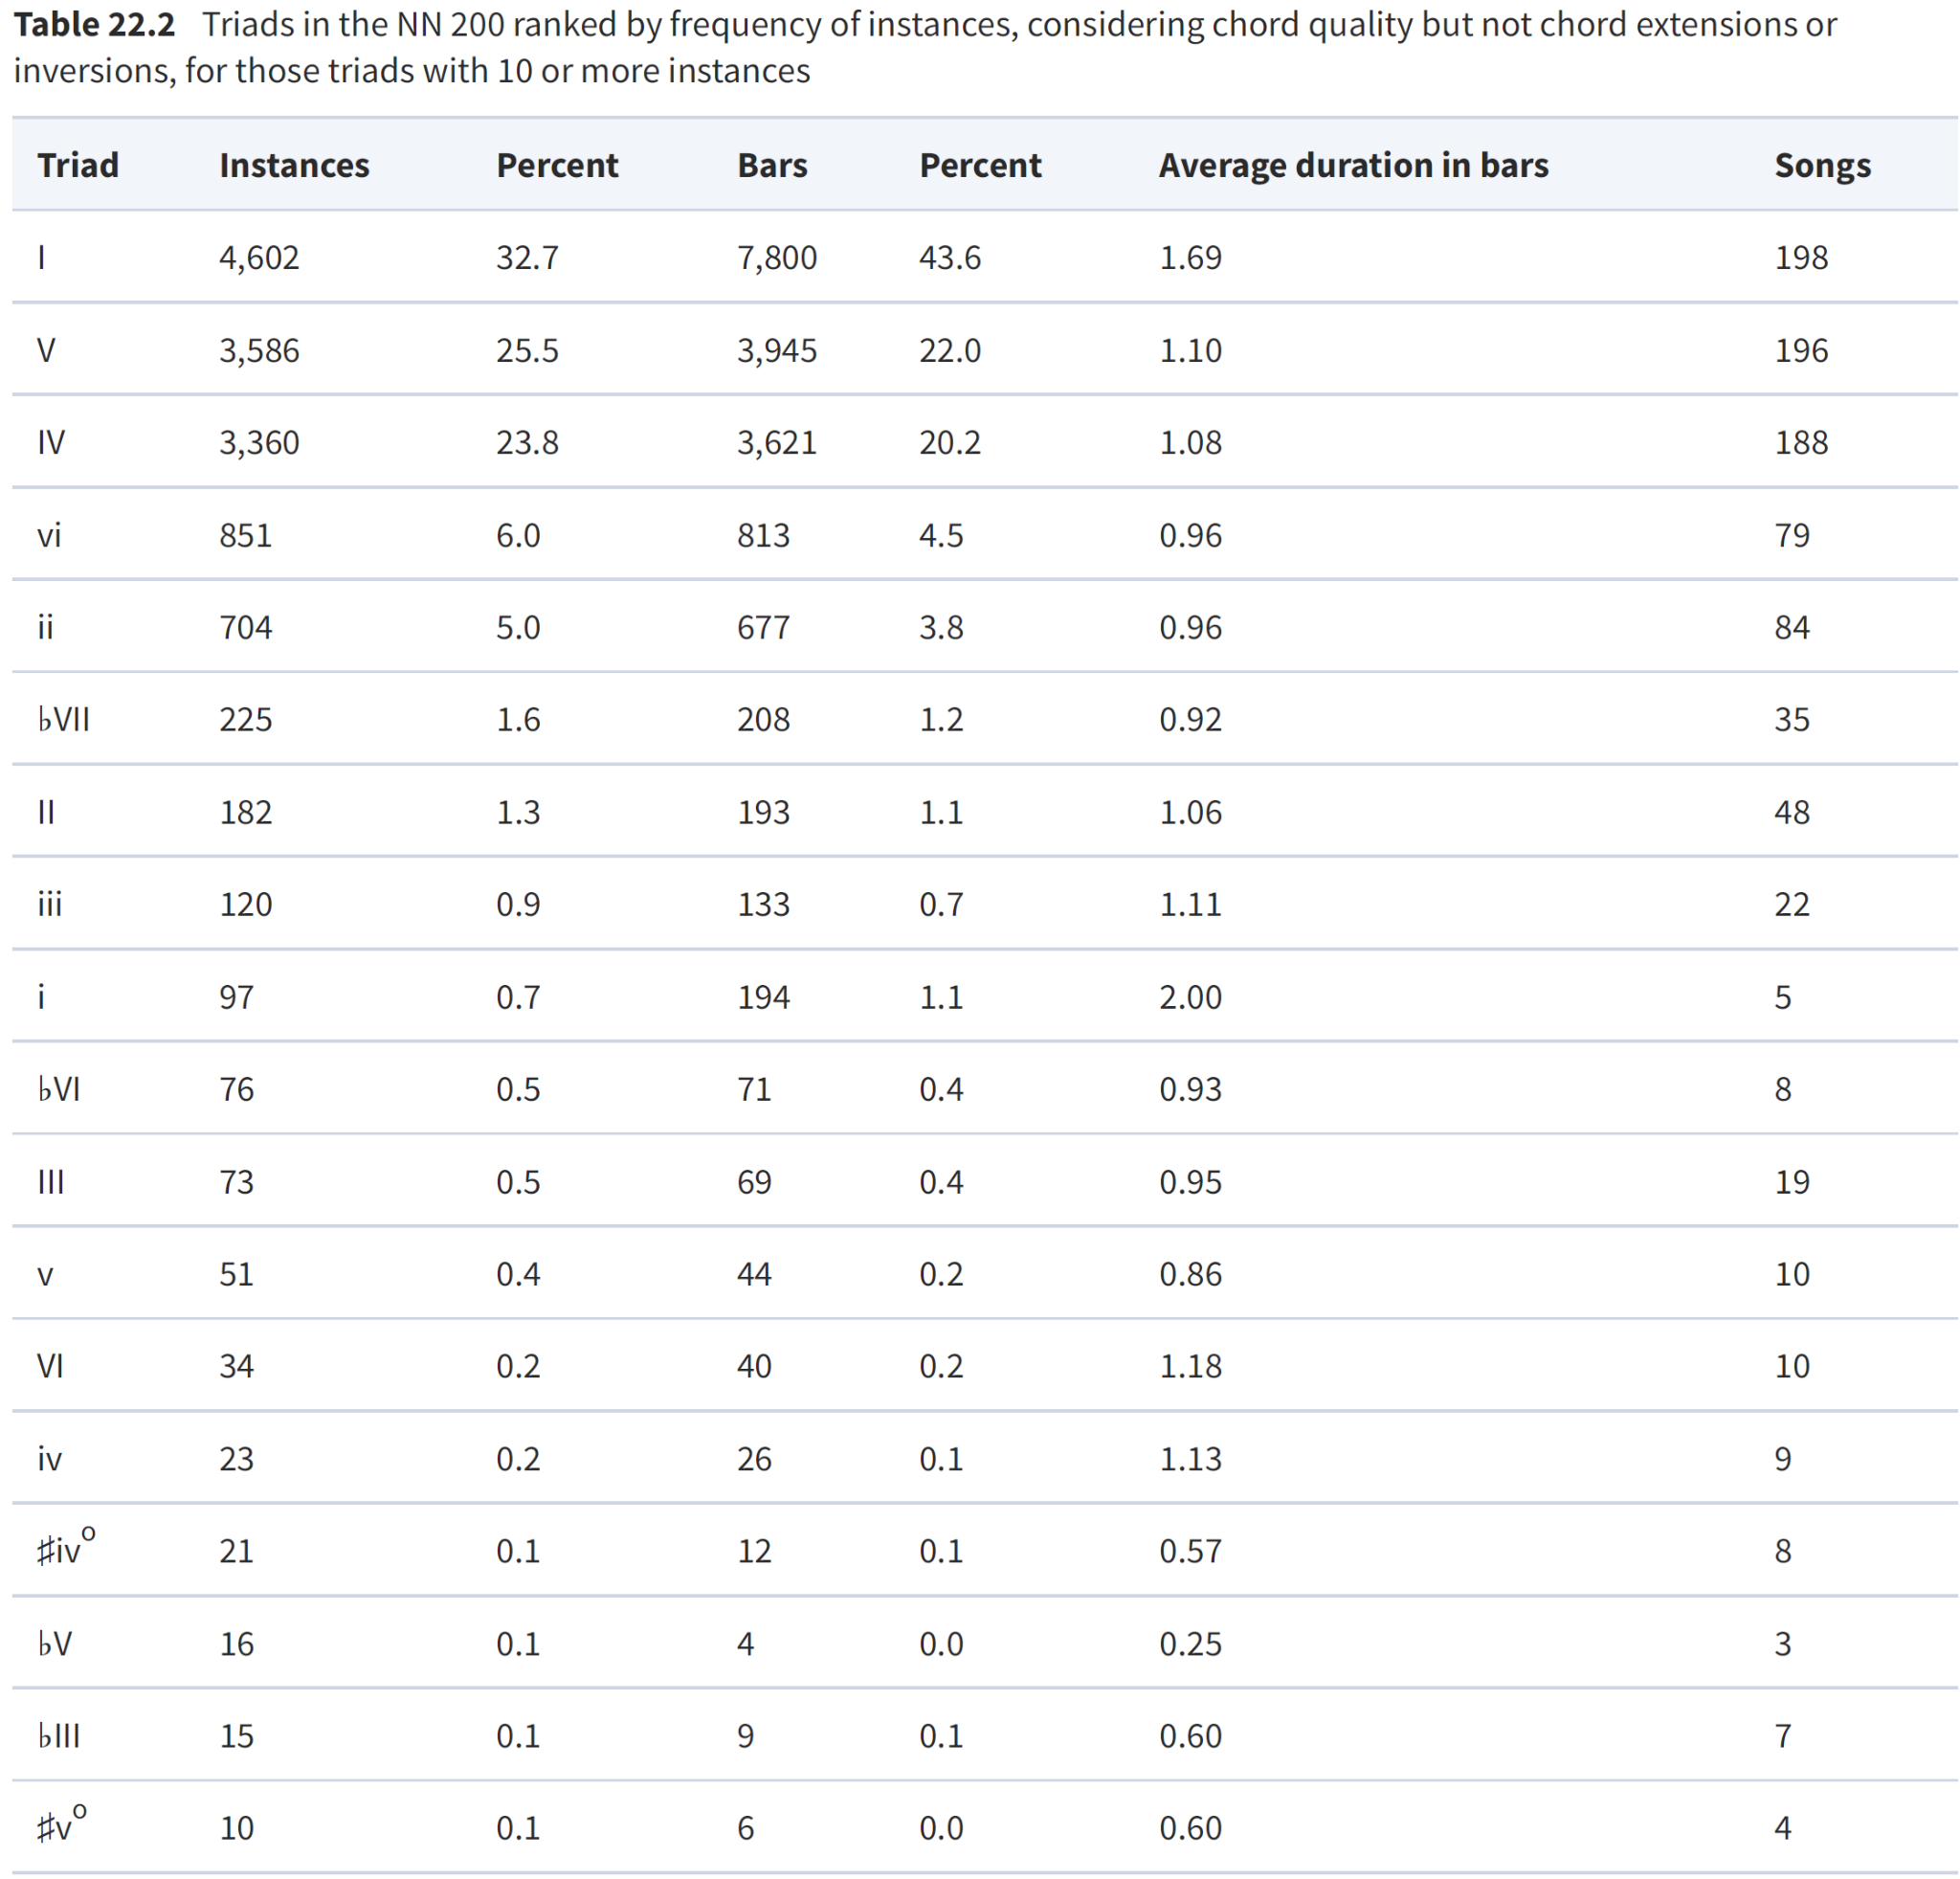 Table 22.2 Triads in the NN 200 ranked by frequency of instances, considering chord quality but not chord extensions or
inversions, for those triads with 10 or more instances
Triad Instances Percent Bars Percent Average duration in bars Songs
I 4,602 32.7 7,800 43.6 1.69 198
V 3,586 25.5 3,945 22.0 1.10 196
IV 3,360 23.8 3,621 20.2 1.08 188
vi 851 6.0 813 4.5 0.96 79
ii 704 5.0 677 3.8 0.96 84
♭VII 225 1.6 208 1.2 0.92 35
II 182 1.3 193 1.1 1.06 48
iii 120 0.9 133 0.7 1.11 22
i 97 0.7 194 1.1 2.00 5
♭VI 76 0.5 71 0.4 0.93 8
III 73 0.5 69 0.4 0.95 19
v 51 0.4 44 0.2 0.86 10
VI 34 0.2 40 0.2 1.18 10
iv 23 0.2 26 0.1 1.13 9
♯ivᵒ 21 0.1 12 0.1 0.57 8
♭V 16 0.1 4 0.0 0.25 3
♭III 15 0.1 9 0.1 0.60 7
♯vᵒ 10 0.1 6 0.0 0.60 4